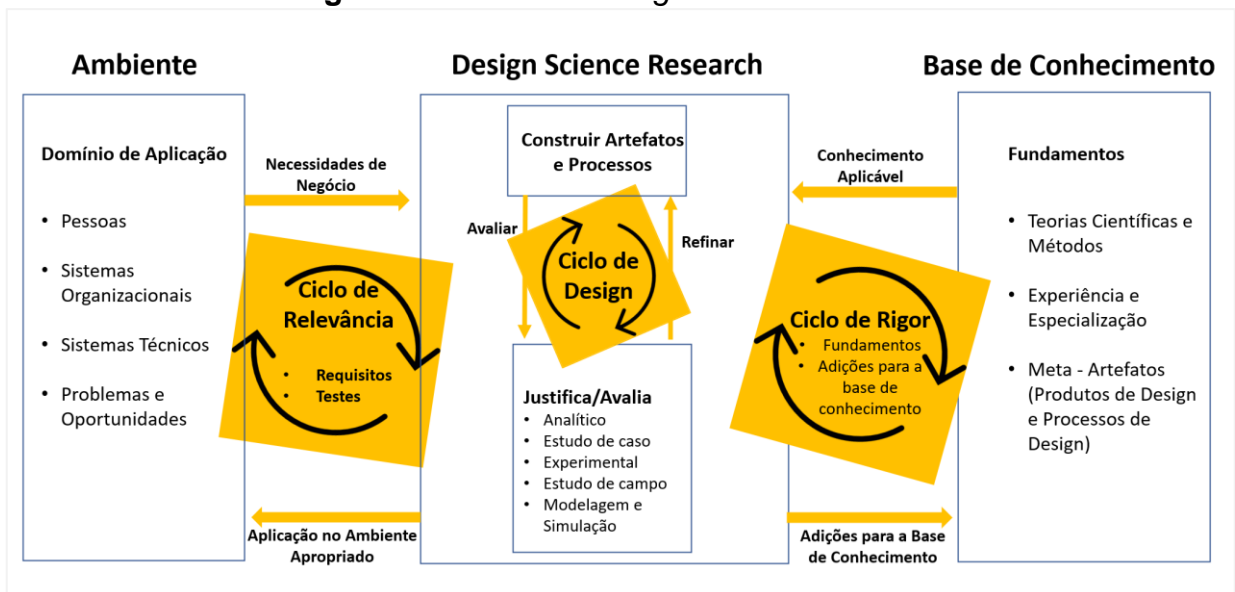 Ambiente
Domínio de Aplicação
• Pessoas
• Sistemas
Organizacionais
• Sistemas Técnicos
• Problemas e
Oportunidades
Necessidades de
Negócio
Ciclo de
Relevância
• Requisitos
• Testes
Aplicação no Ambiente
Apropriado
Design Science Research
Construir Artefatos
e Processos
Avaliar
Refinar
Ciclo de
Design
Justifica/Avalia
• Analítico
• Estudo de caso
• Experimental
• Estudo de campo
• Modelagem e
Simulação
Conhecimento
Aplicável
Ciclo de Rigor
• Fundamentos
• Adições para a
base de
conhecimento
Adições para a Base
de Conhecimento
Base de Conhecimento
Fundamentos
• Teorias Científicas e
Métodos
• Experiência e
Especialização
• Meta - Artefatos
(Produtos de Design
e Processos de
Design)